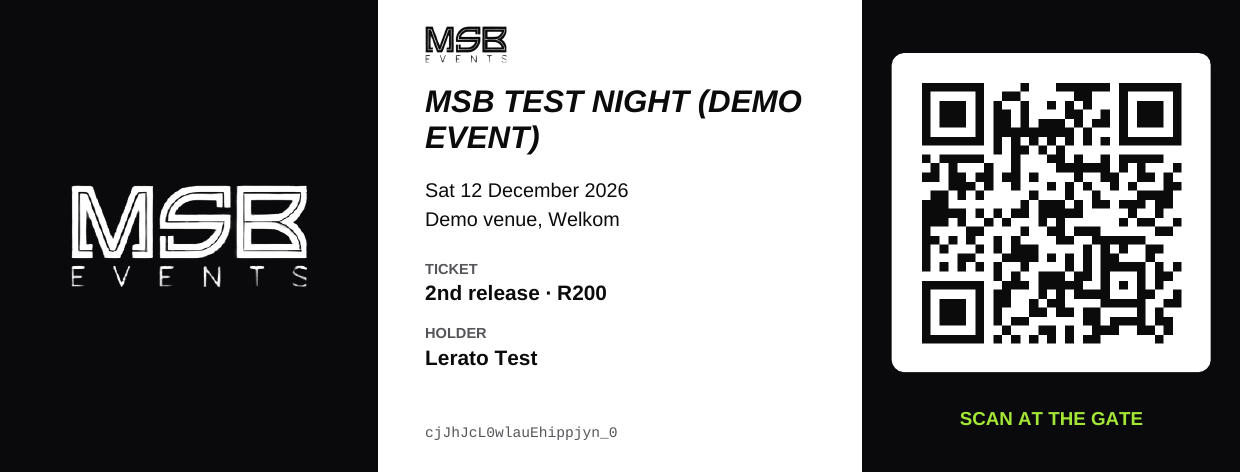 MSB
EVENTS
MSB
EVENTS
MSB TEST NIGHT (DEMO
EVENT)
Sat 12 December 2026
Demo venue, Welkom
TICKET
2nd release · R200
HOLDER
Lerato Test
cjJhJcL0wlauEhippjyn_0
SCAN AT THE GATE